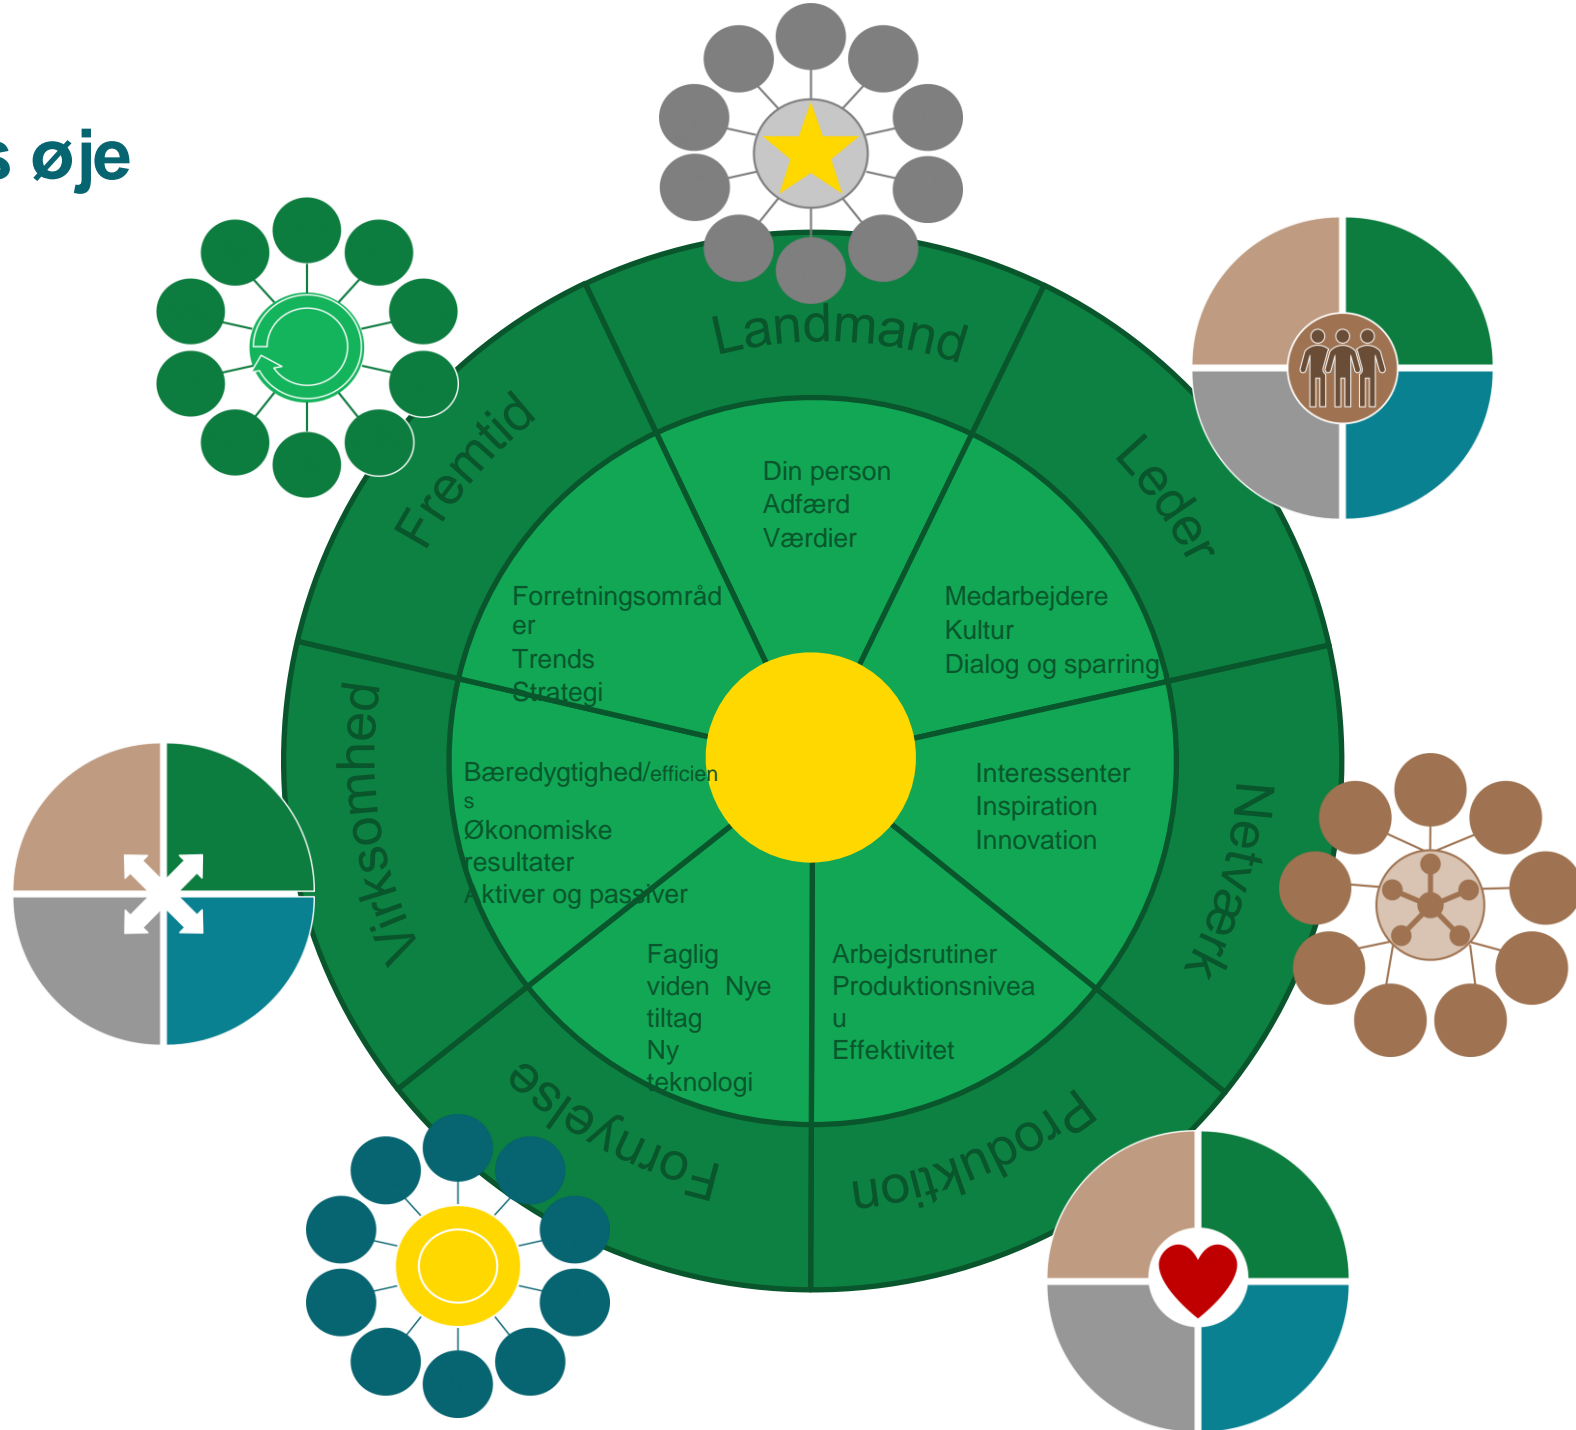 s øje
Landmand
Din person
Adfærd
Værdier
Leder
Medarbejdere
Kultur
Dialog og sparring
Netværk
Interessenter
Inspiration
Innovation
Produktion
Arbejdsrutiner
Produktionsnivea
u
Effektivitet
Fornyelse
Faglig
viden Nye
tiltag
Ny
teknologi
Virksomhed
Bæredygtighed/efficien
s
Økonomiske
resultater
Aktiver og passiver
Fremtid
Forretningsområd
er
Trends
Strategi